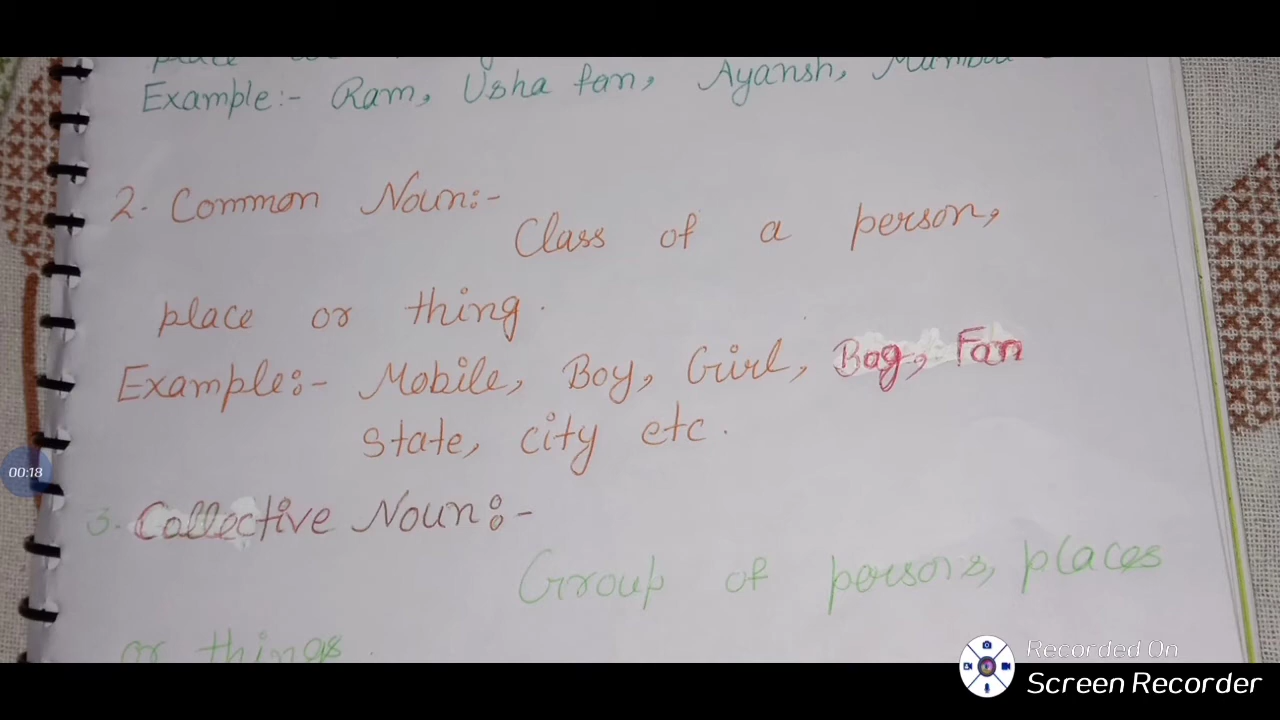 Example:- Ram, Usha fan, Ayansh,
2. Common Noun:-
Class of a person,
place or thing.
Example:- Mobile, Boy, Girl, Bag, Fan
State, city etc.
00:18
3. Collective Noun:-
Group of persons, places
or things.
Recorded On
Screen Recorder